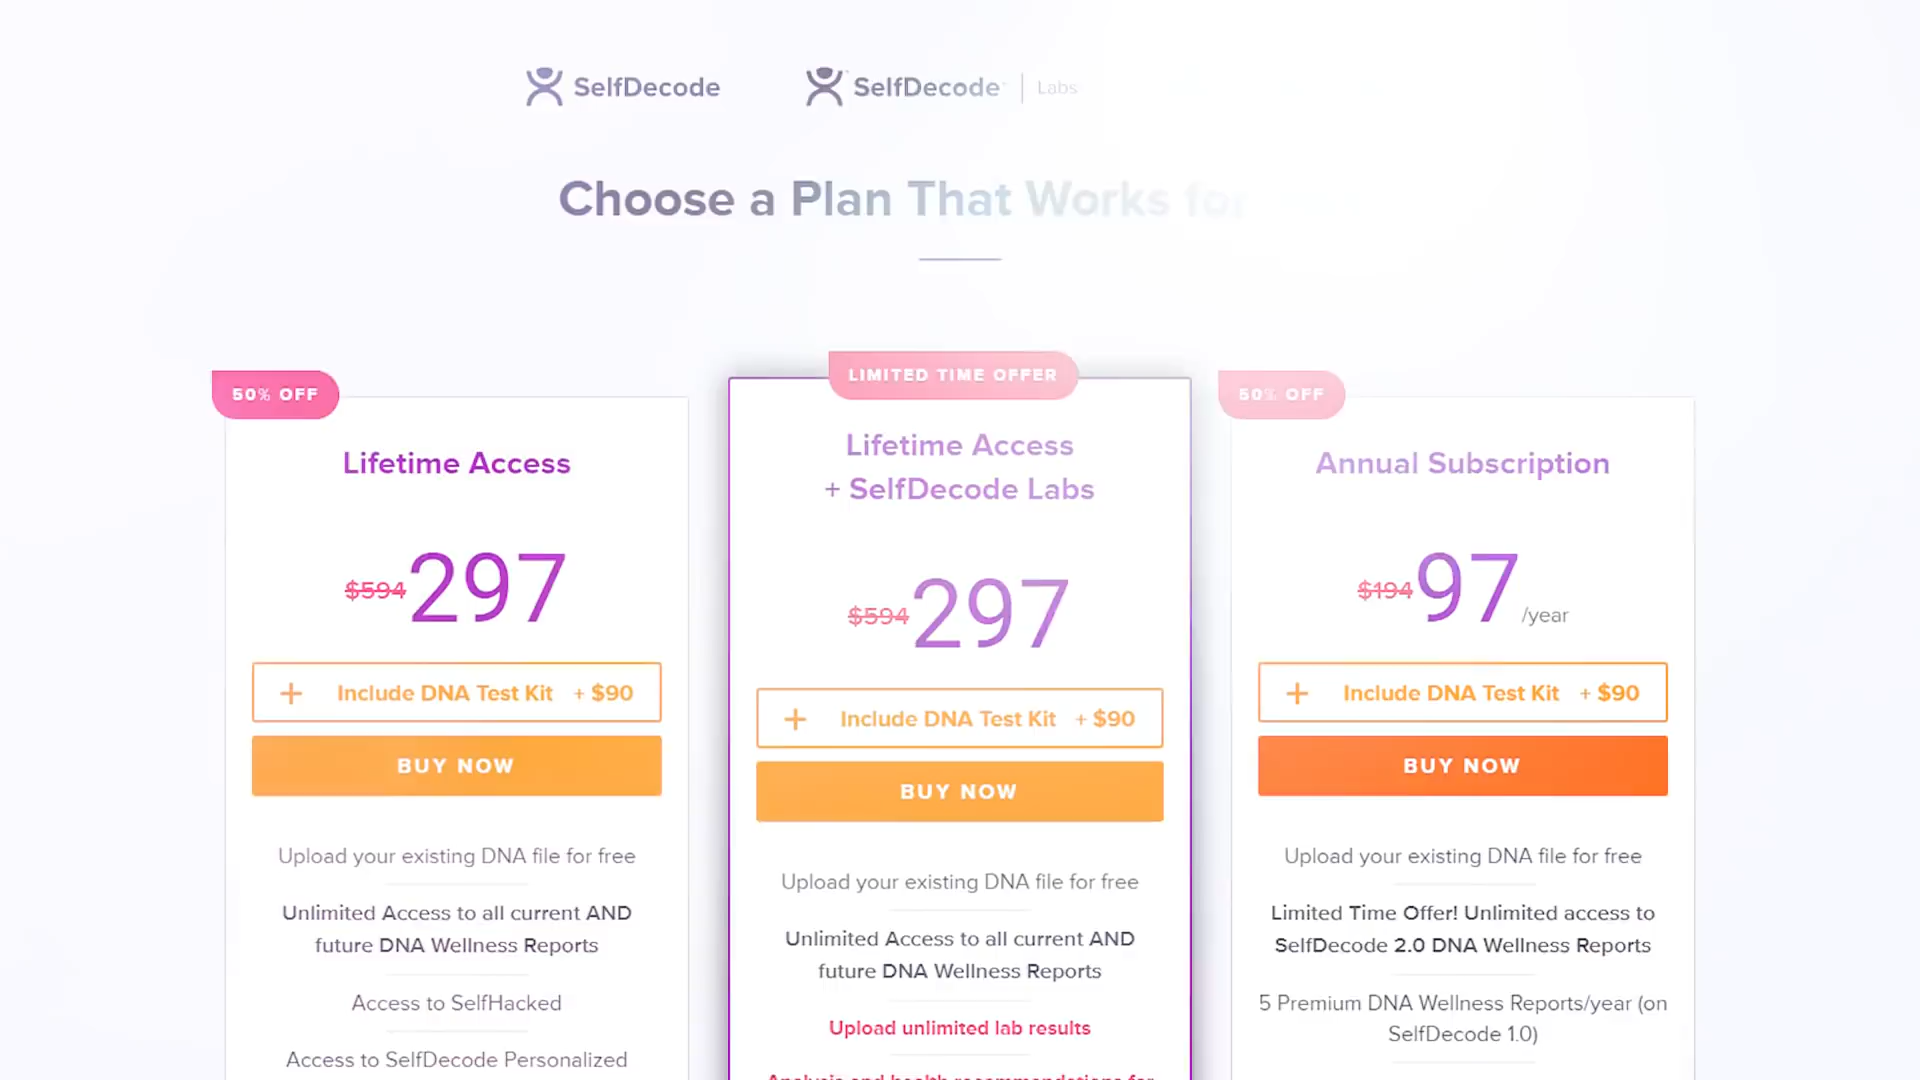 SelfDecode
SelfDecode | Labs
Choose a Plan That Works for
50% OFF
Lifetime Access
$594 297
+ Include DNA Test Kit + $90
BUY NOW
Upload your existing DNA file for free
Unlimited Access to all current AND
future DNA Wellness Reports
Access to SelfHacked
Access to SelfDecode Personalized
LIMITED TIME OFFER
Lifetime Access
+ SelfDecode Labs
$594 297
+ Include DNA Test Kit + $90
BUY NOW
Upload your existing DNA file for free
Unlimited Access to all current AND
future DNA Wellness Reports
Upload unlimited lab results
Analysis and health recommendations for
50% OFF
Annual Subscription
$194 97 /year
+ Include DNA Test Kit + $90
BUY NOW
Upload your existing DNA file for free
Limited Time Offer! Unlimited access to
SelfDecode 2.0 DNA Wellness Reports
5 Premium DNA Wellness Reports/year (on
SelfDecode 1.0)